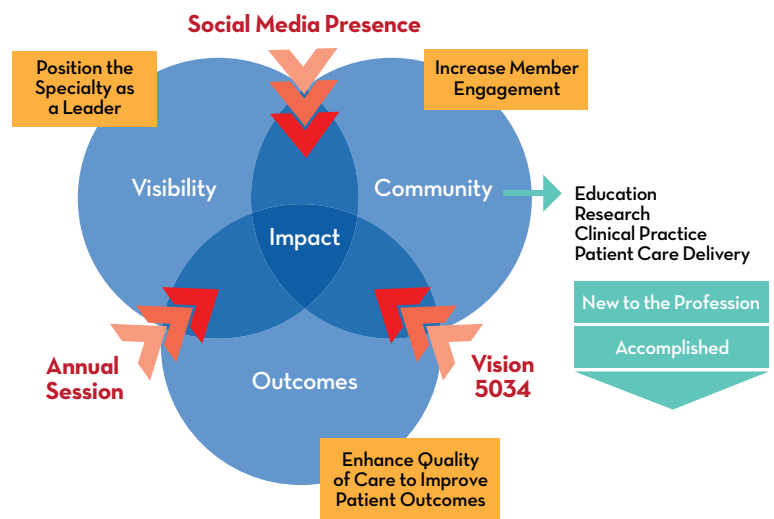 Social Media Presence
Position the
Specialty as
a Leader
Increase Member
Engagement
Visibility
Community
Impact
Education
Research
Clinical Practice
Patient Care Delivery
New to the Profession
Accomplished
Annual
Session
Outcomes
Vision
5034
Enhance Quality
of Care to Improve
Patient Outcomes